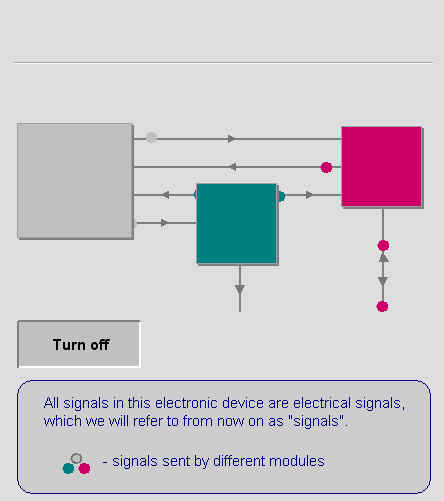 Turn off
All signals in this electronic device are electrical signals,
which we will refer to from now on as "signals".
- signals sent by different modules